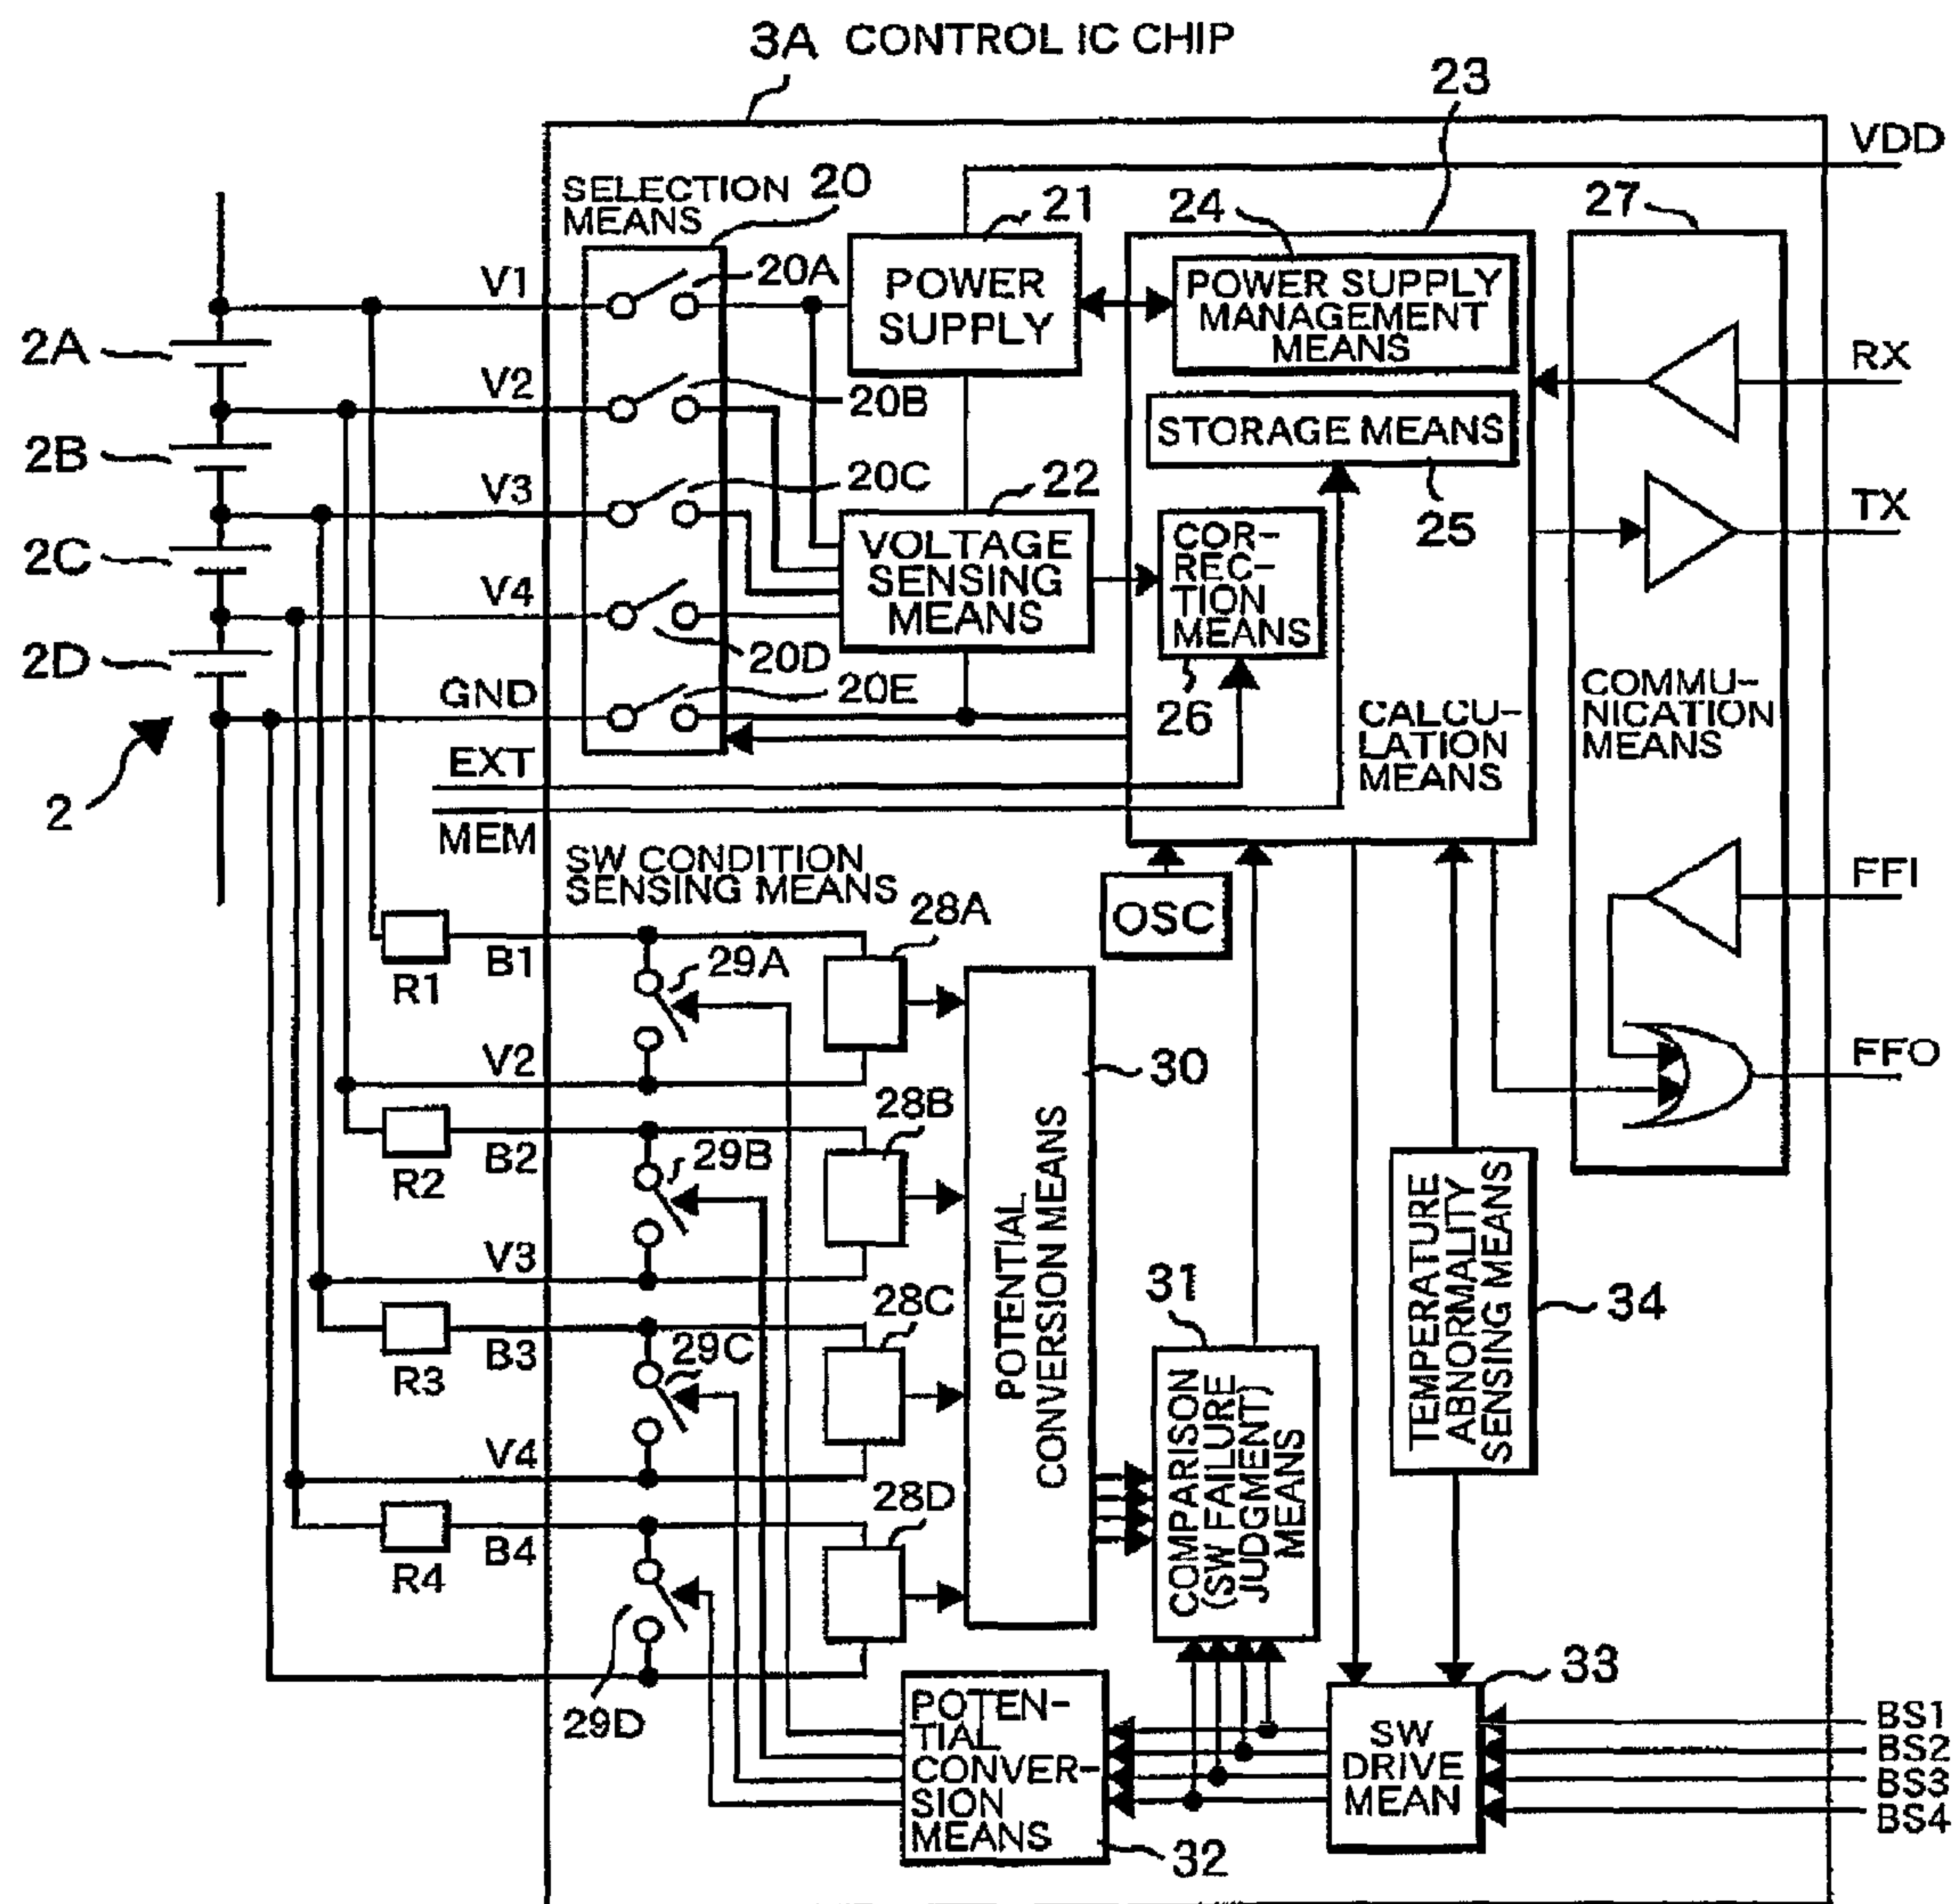 3A CONTROL IC CHIP
23
VDD
SELECTION
MEANS
20
21
24
27
V1
20A
POWER
SUPPLY
POWER SUPPLY
MANAGEMENT
MEANS
RX
2A
V2
20B
STORAGE MEANS
25
2B
V3
20C
22
TX
VOLTAGE
SENSING
MEANS
COR-
REC-
TION
MEANS
26
2C
V4
20D
2D
GND
20E
CALCU-
LATION
MEANS
COMMU-
NICATION
MEANS
2
EXT
MEM
SW CONDITION
SENSING MEANS
OSC
FFI
28A
R1
B1
29A
V2
30
FFO
28B
R2
B2
29B
POTENTIAL
CONVERSION MEANS
TEMPERATURE
ABNORMALITY
SENSING MEANS
34
V3
28C
31
R3
B3
29C
COMPARISON
(SW FAILURE
JUDGMENT)
MEANS
V4
28D
R4
B4
29D
POTEN-
TIAL
CONVER-
SION
MEANS
32
33
SW
DRIVE
MEAN
BS1
BS2
BS3
BS4